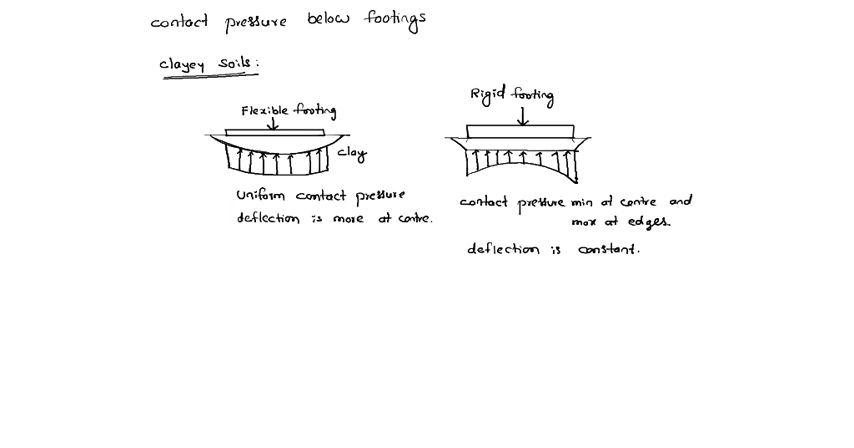 contact pressure below footings
clayey soils:
Flexible footing
clay
Uniform contact pressure
deflection is more at centre.
Rigid footing
contact pressure min at centre and
max at edges.
deflection is constant.